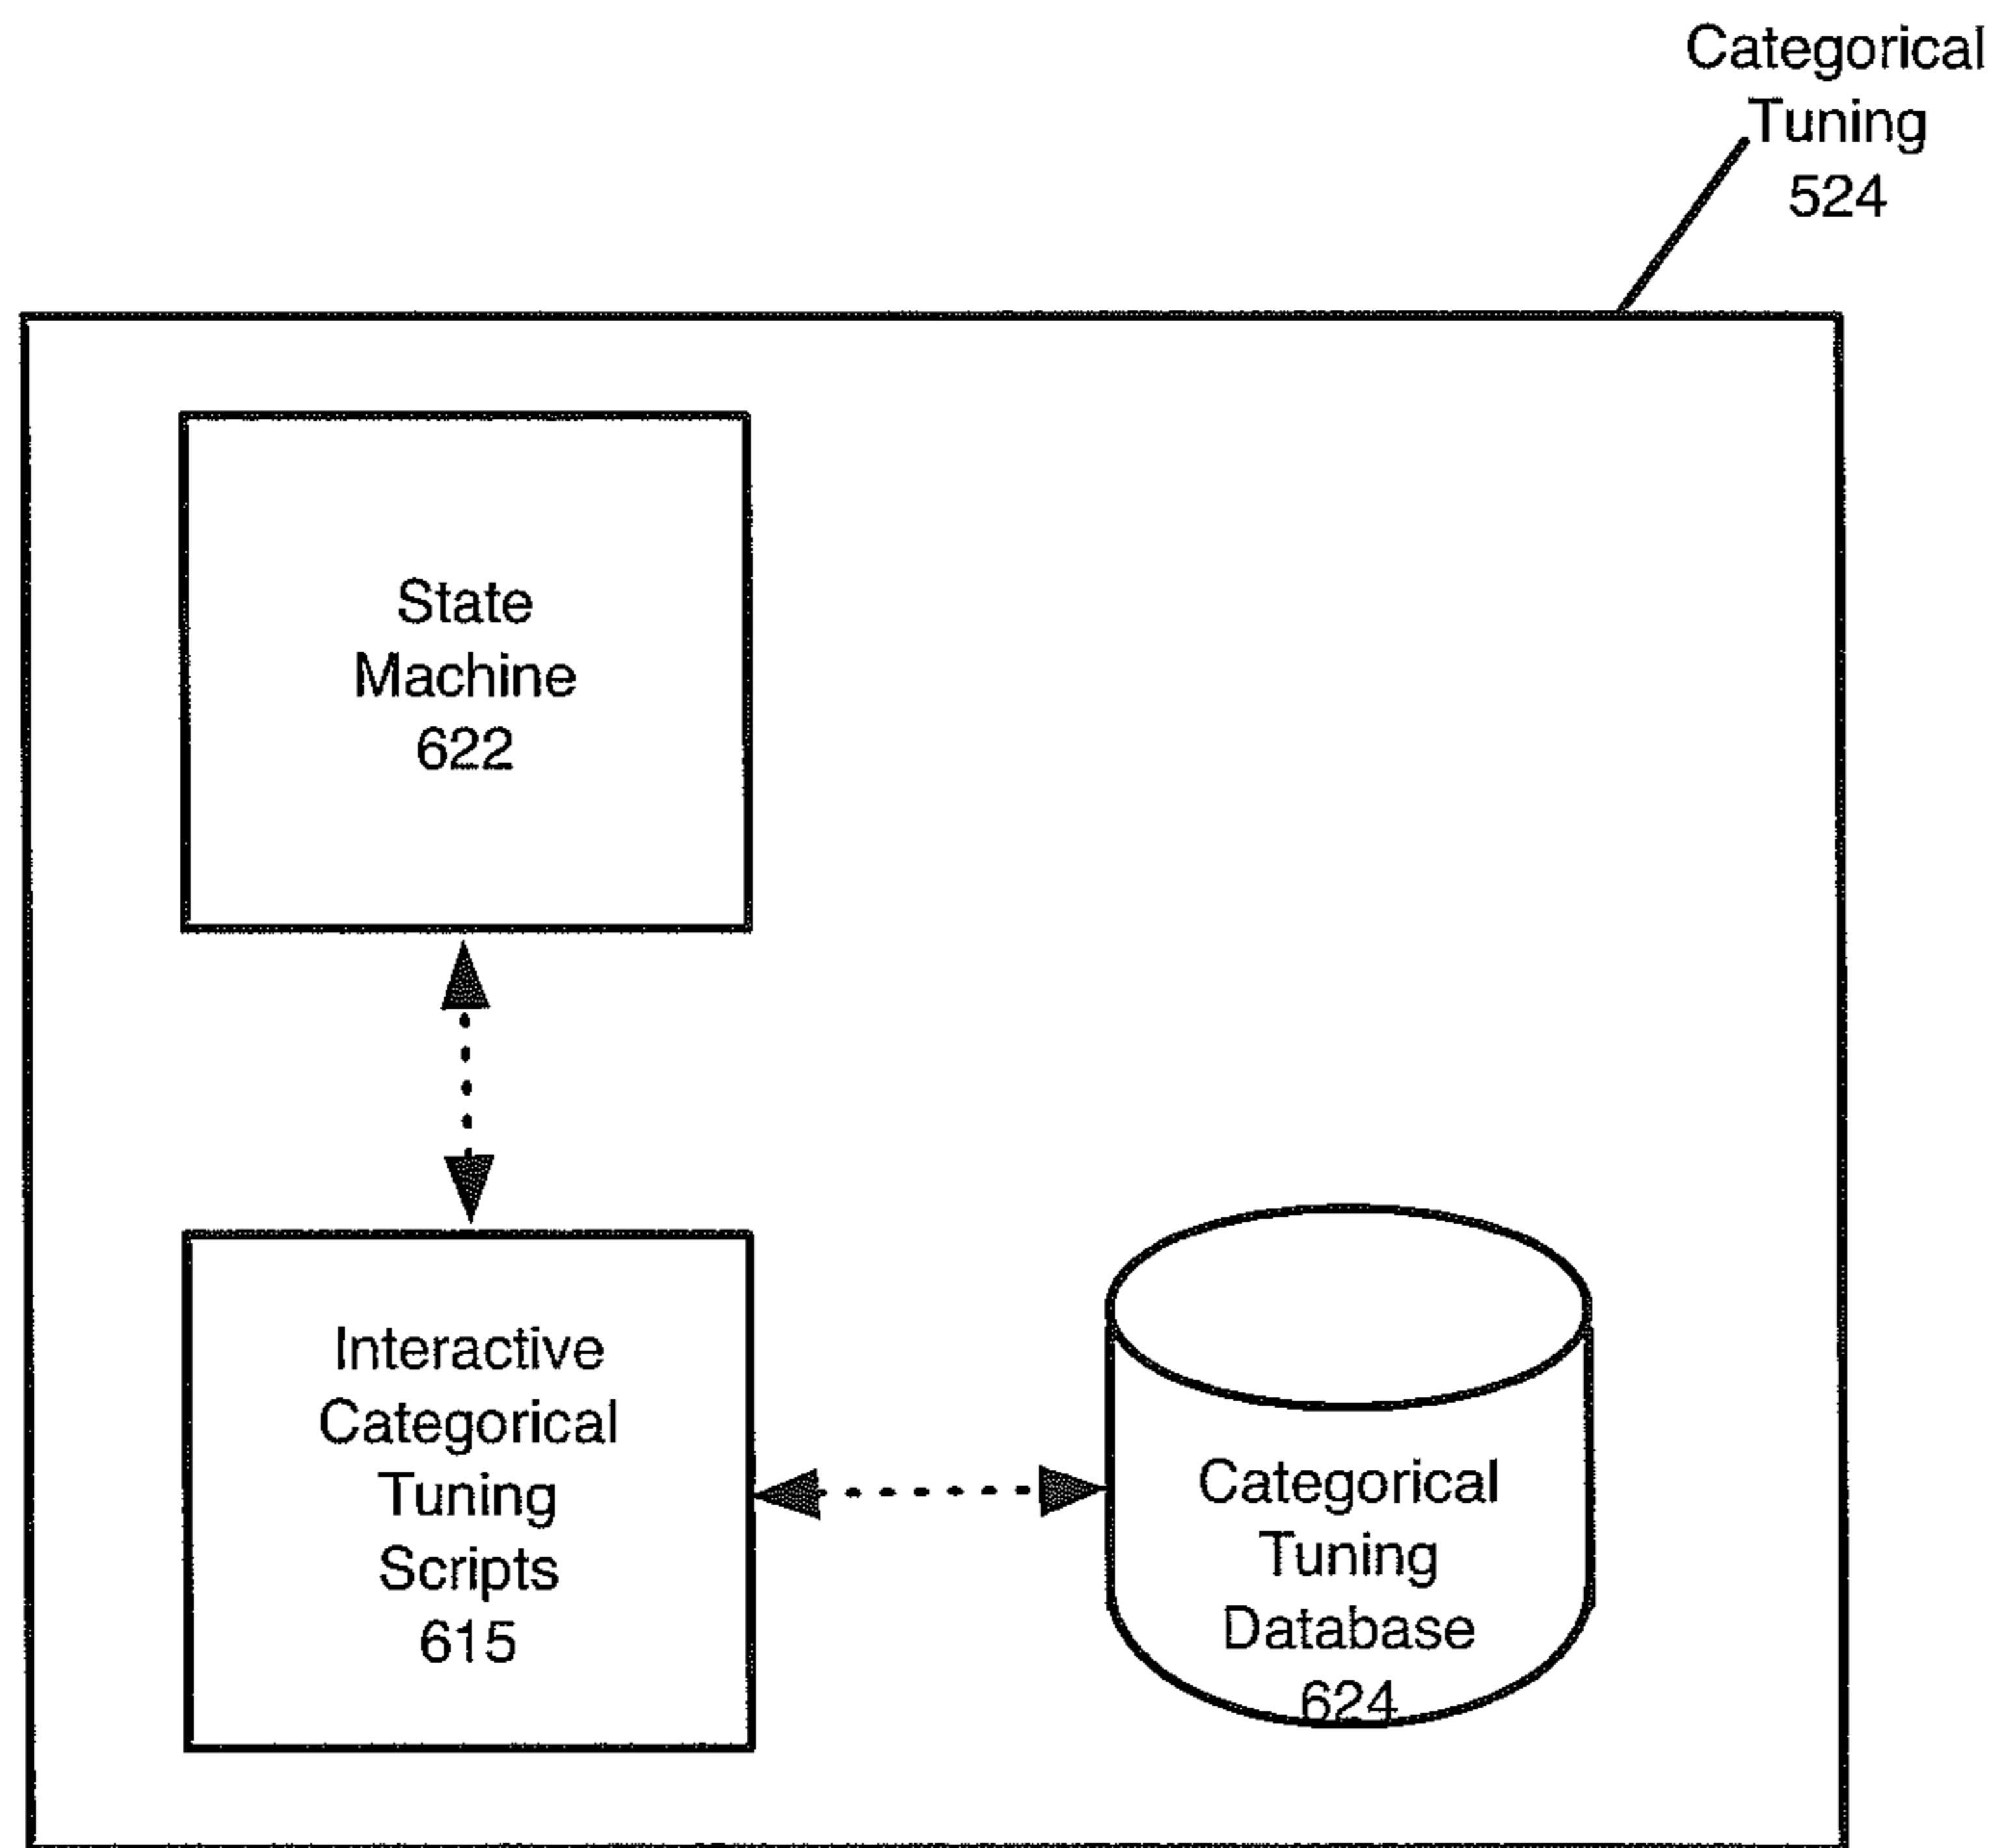 Categorical
Tuning
524
State
Machine
622
Interactive
Categorical
Tuning
Scripts
615
Categorical
Tuning
Database
624